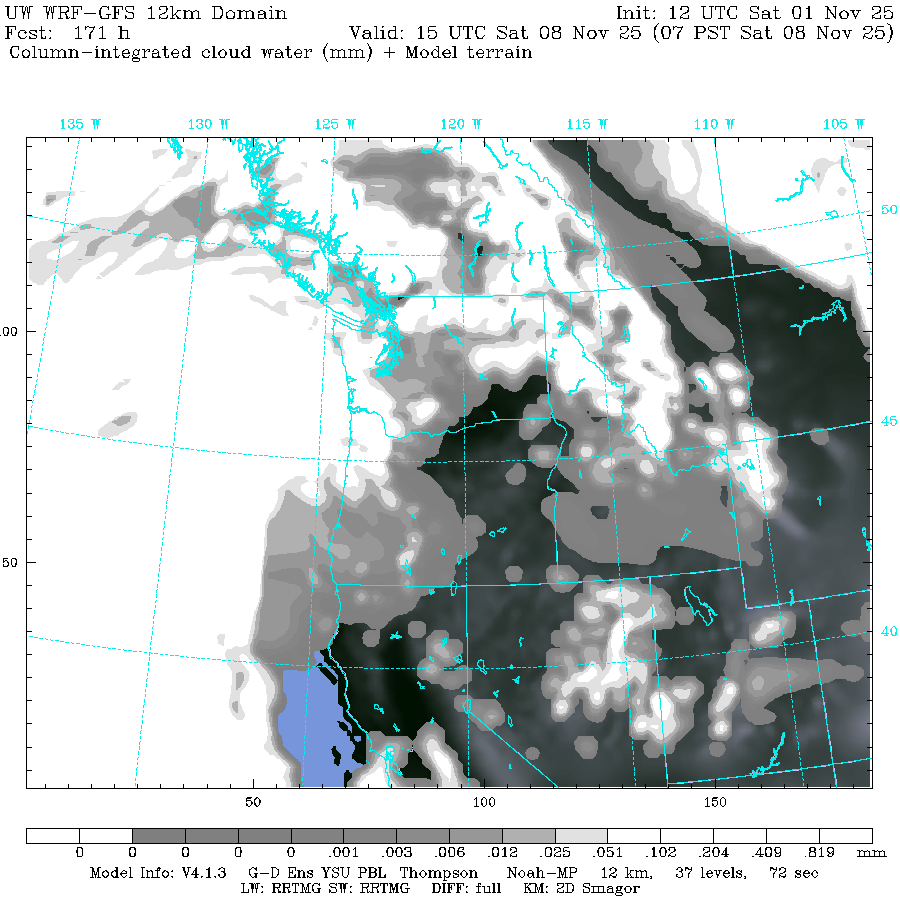 UW WRF-GFS 12km Domain Init: 12 UTC Sat 01 Nov 25
Fcst: 171 h Valid: 15 UTC Sat 08 Nov 25 (07 PST Sat 08 Nov 25)
Column-integrated cloud water (mm) + Model terrain
135 W 130 W 125 W 120 W 115 W 110 W 105 W
50
00
45
50
40
50 100 150
0 0 0 0 .001 .003 .006 .012 .025 .051 .102 .204 .409 .819 mm
Model Info: V4.1.3 G-D Ens YSU PBL Thompson Noah-MP 12 km, 37 levels, 72 sec
LW: RRTMG SW: RRTMG DIFF: full KM: 2D Smagor